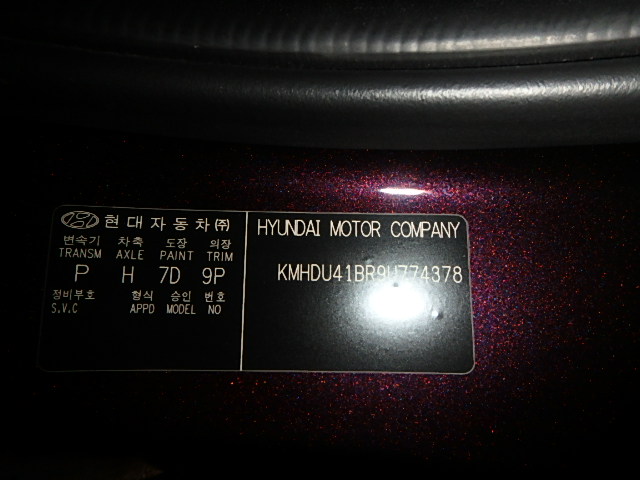 현대자동차㈜
변속기 차축 도장 의장
TRANSM AXLE PAINT TRIM
P H 7D 9P
정비부호 형식 승인 번호
S.V.C APPD MODEL NO
HYUNDAI MOTOR COMPANY
KMHDU41BR9U774378